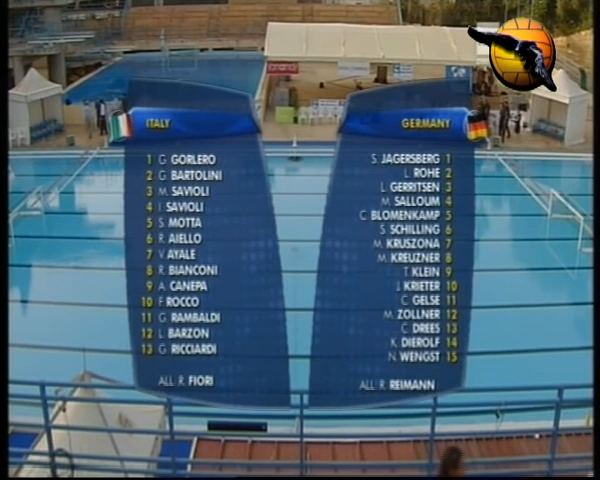 ITALY
1 G. GORLERO
2 G. BARTOLINI
3 M. SAVIOLI
4 I. SAVIOLI
5 S. MOTTA
6 R. AIELLO
7 V. AYALE
8 R. BIANCONI
9 A. CANEPA
10 F. ROCCO
11 G. RAMBALDI
12 L. BARZON
13 G. RICCIARDI
ALL: R. FIORI
GERMANY
S. JAGERSBERG 1
L. ROHE 2
L. GERRITSEN 3
M. SALLOUM 4
C. BLOMENKAMP 5
S. SCHILLING 6
M. KRUSZONA 7
M. KREUZNER 8
T. KLEIN 9
J. KRIETER 10
C. GELSE 11
M. ZOLLNER 12
C. DREES 13
K. DIEROLF 14
N. WENGST 15
ALL: R. REIMANN